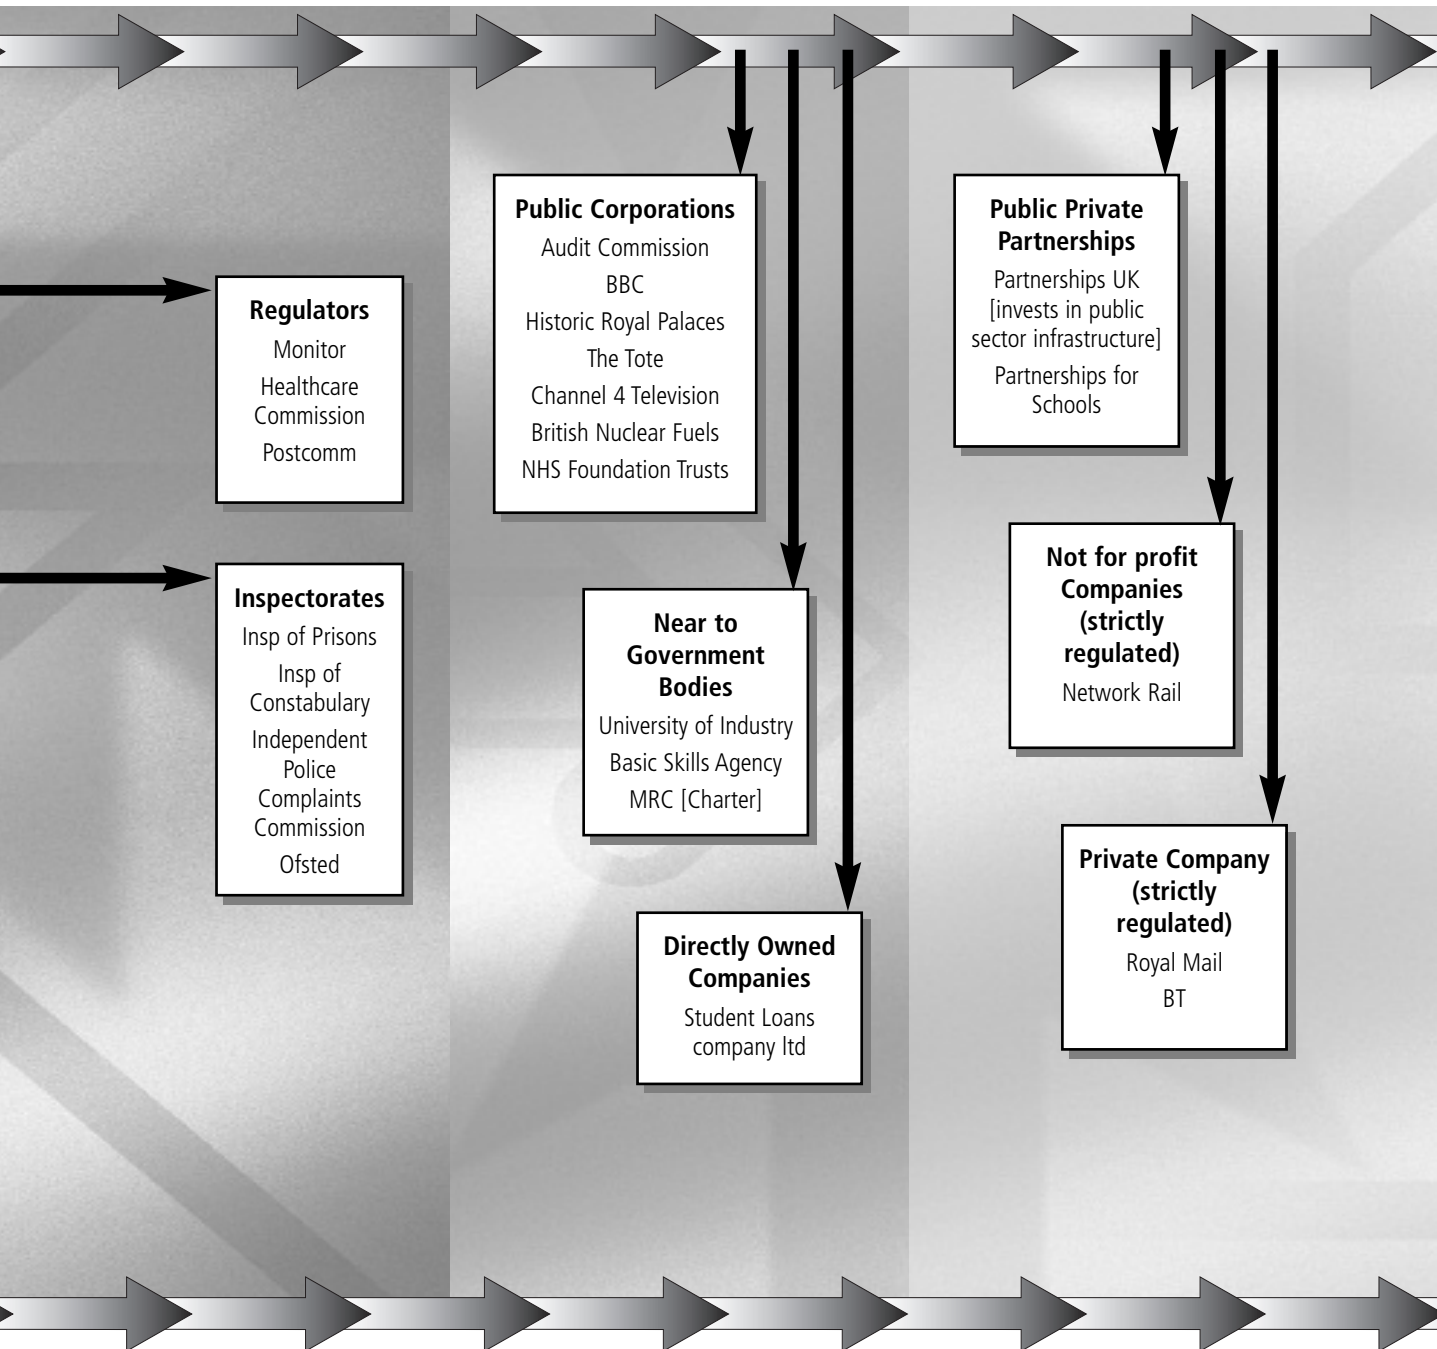 Regulators
Monitor
Healthcare
Commission
Postcomm
Inspectorates
Insp of Prisons
Insp of
Constabulary
Independent
Police
Complaints
Commission
Ofsted
Public Corporations
Audit Commission
BBC
Historic Royal Palaces
The Tote
Channel 4 Television
British Nuclear Fuels
NHS Foundation Trusts
Near to
Government
Bodies
University of Industry
Basic Skills Agency
MRC [Charter]
Directly Owned
Companies
Student Loans
company ltd
Public Private
Partnerships
Partnerships UK
[invests in public
sector infrastructure]
Partnerships for
Schools
Not for profit
Companies
(strictly
regulated)
Network Rail
Private Company
(strictly
regulated)
Royal Mail
BT